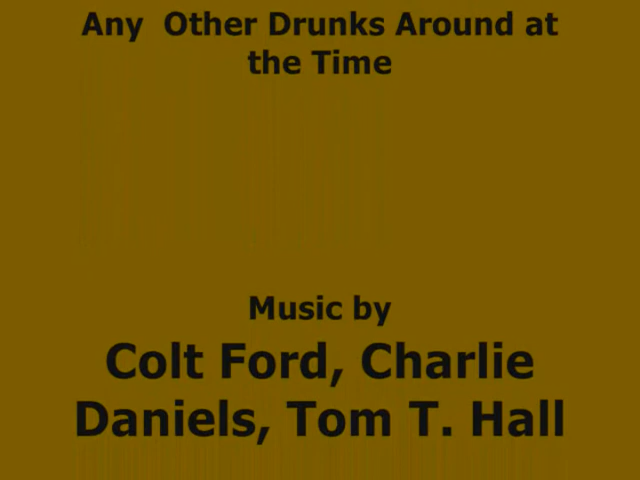 Any  Other Drunks Around at
the Time
Music by
Colt Ford, Charlie
Daniels, Tom T. Hall